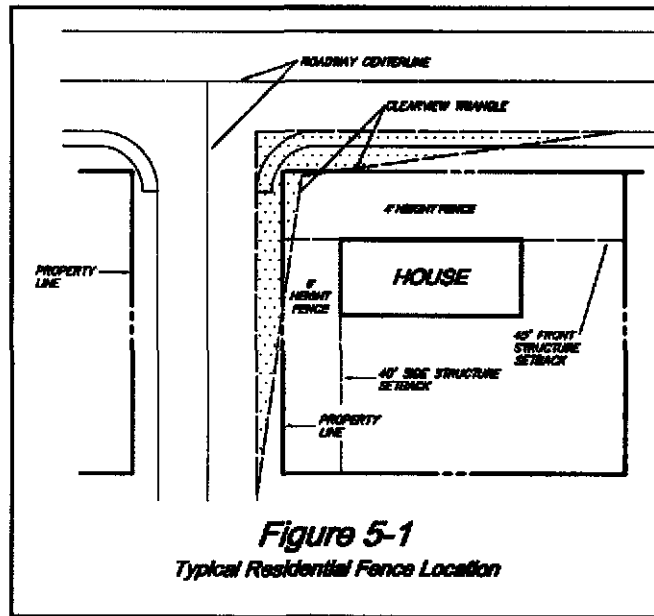 ROADWAY CENTERLINE
CLEARVIEW TRIANGLE
4' HEIGHT FENCE
PROPERTY
LINE
6'
HEIGHT
FENCE
HOUSE
45' FRONT
STRUCTURE
SETBACK
40' SIDE STRUCTURE
SETBACK
PROPERTY
LINE
Figure 5-1
Typical Residential Fence Location